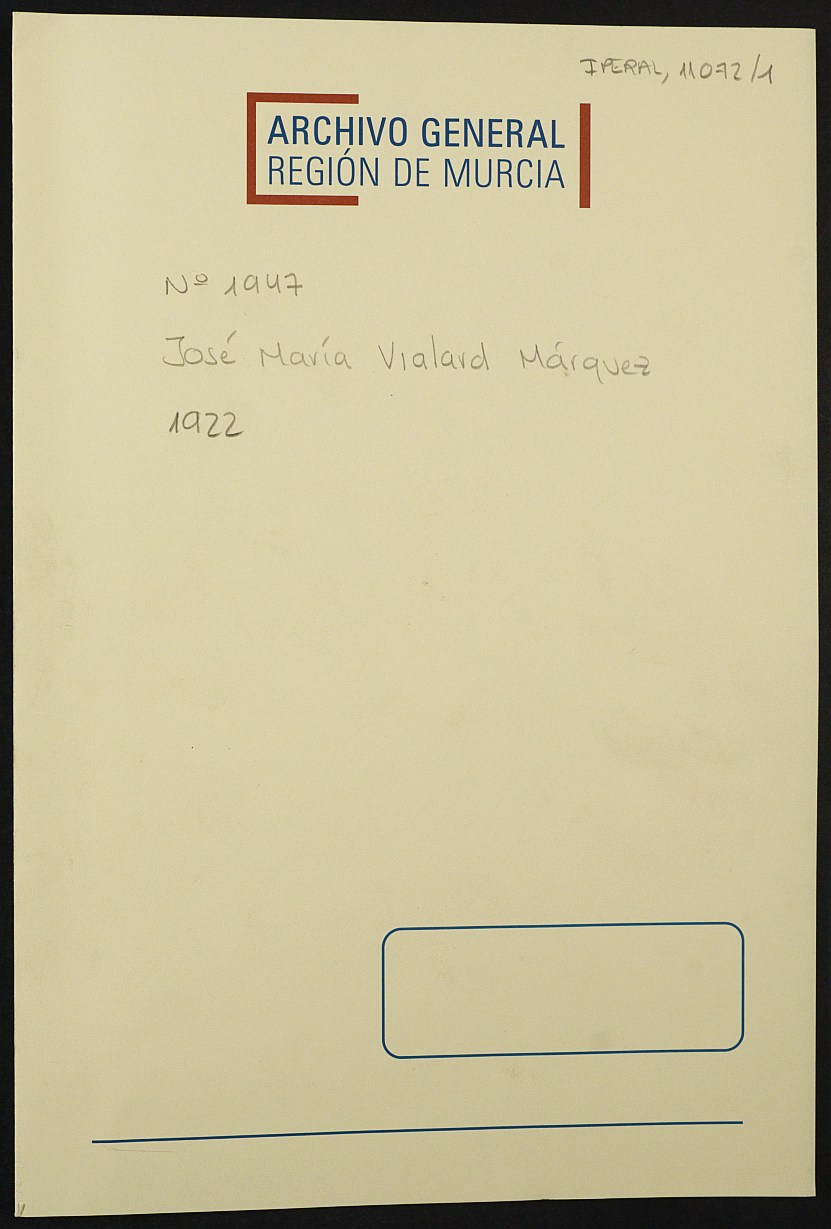 IPERAL, 11072/1
ARCHIVO GENERAL
REGIÓN DE MURCIA
Nº 1947
José María Vialard Márquez
1922